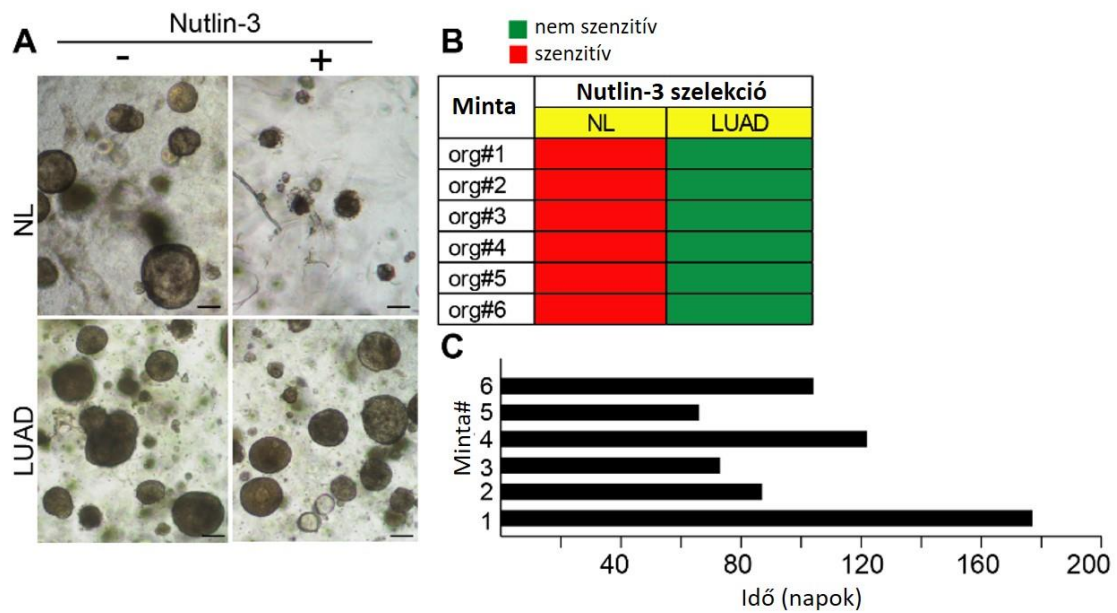 A
Nutlin-3
- +
NL
LUAD
B
nem szenzitív
szenzitív
Minta
Nutlin-3 szelekció
NL LUAD
org#1
org#2
org#3
org#4
org#5
org#6
C
Minta#
6
5
4
3
2
1
40 80 120 160 200
Idő (napok)